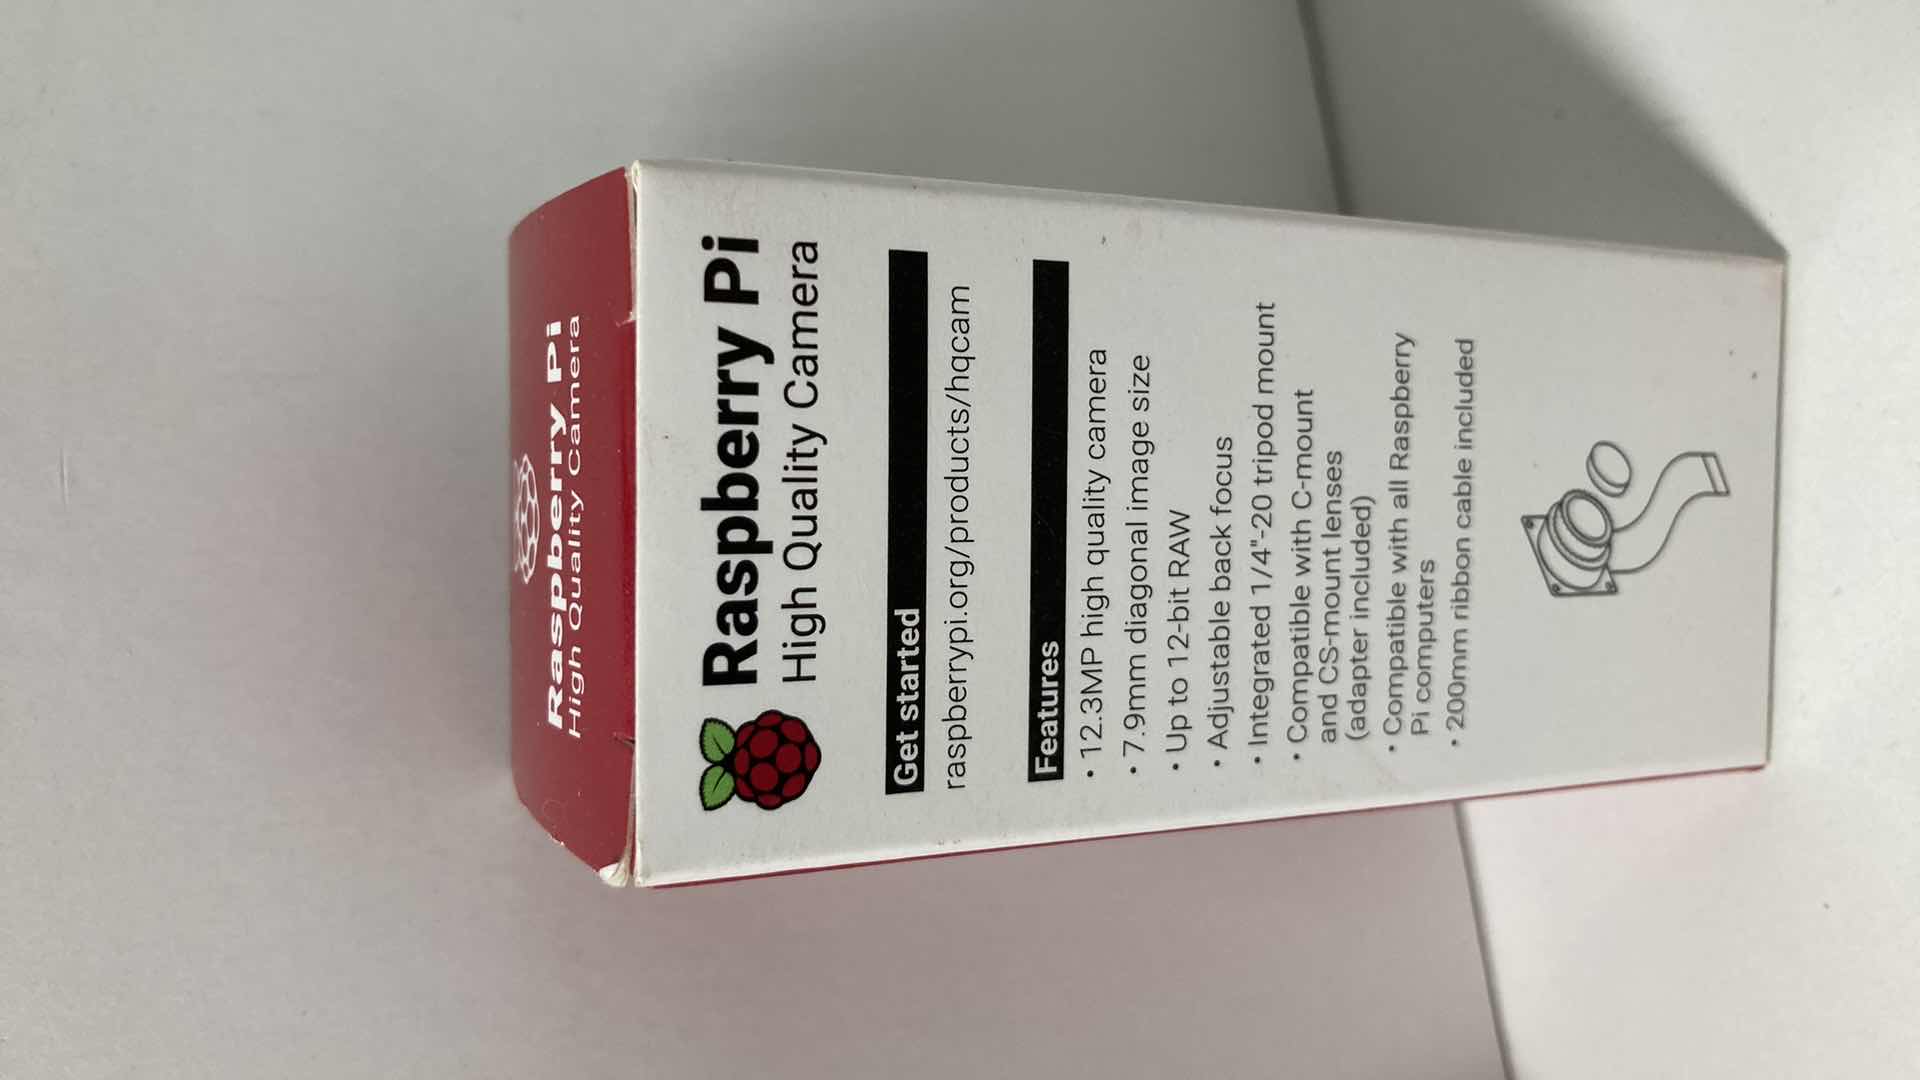 Raspberry Pi
High Quality Camera
Raspberry Pi
High Quality Camera
Get started
raspberrypi.org/products/hqcam
Features
• 12.3MP high quality camera
• 7.9mm diagonal image size
• Up to 12-bit RAW
• Adjustable back focus
• Integrated 1/4"-20 tripod mount
• Compatible with C-mount
and CS-mount lenses
(adapter included)
• Compatible with all Raspberry
Pi computers
• 200mm ribbon cable included